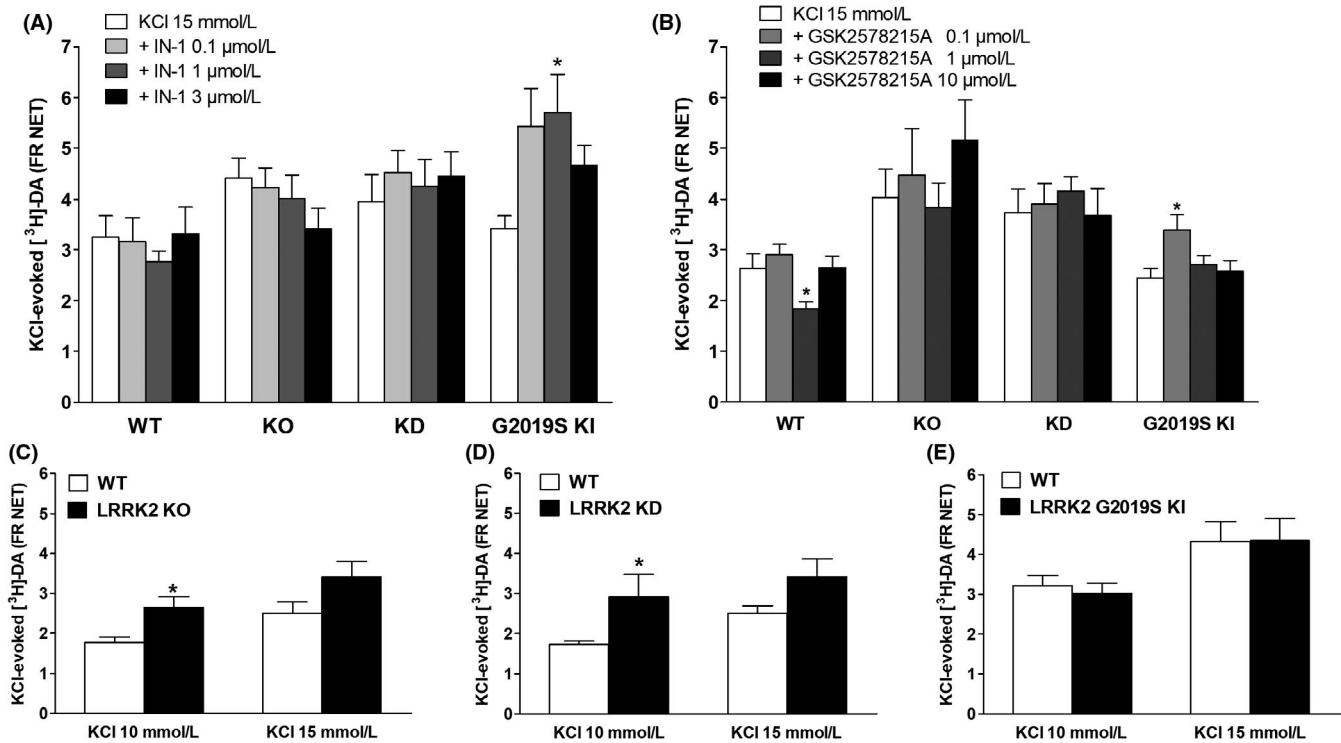 (A)
KCl 15 mmol/L
+ IN-1 0.1 µmol/L
+ IN-1 1 µmol/L
+ IN-1 3 µmol/L
KCl-evoked [³H]-DA (FR NET)
7
6
5
4
3
2
1
0
*
WT KO KD G2019S KI
(B)
KCl 15 mmol/L
+ GSK2578215A 0.1 µmol/L
+ GSK2578215A 1 µmol/L
+ GSK2578215A 10 µmol/L
KCl-evoked [³H]-DA (FR NET)
7
6
5
4
3
2
1
0
*
*
WT KO KD G2019S KI
(C)
WT
LRRK2 KO
KCl-evoked [³H]-DA (FR NET)
6
5
4
3
2
1
0
*
KCl 10 mmol/L KCl 15 mmol/L
(D)
WT
LRRK2 KD
KCl-evoked [³H]-DA (FR NET)
6
5
4
3
2
1
0
*
KCl 10 mmol/L KCl 15 mmol/L
(E)
WT
LRRK2 G2019S KI
KCl-evoked [³H]-DA (FR NET)
6
5
4
3
2
1
0
KCl 10 mmol/L KCl 15 mmol/L